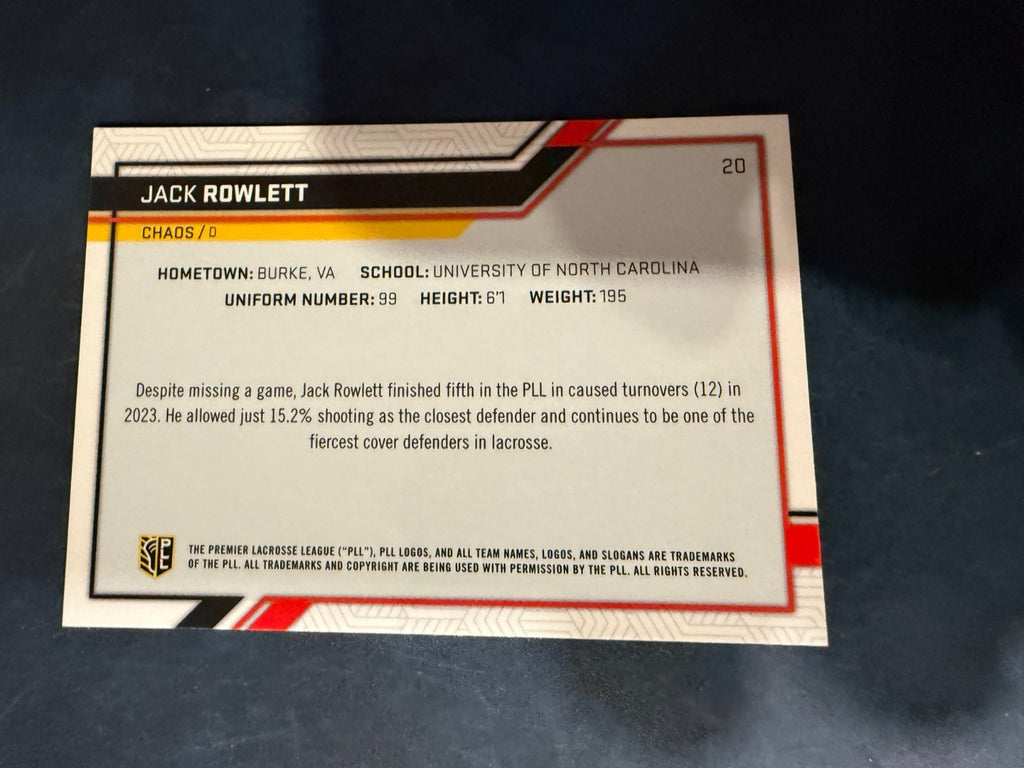 20
JACK ROWLETT
CHAOS / D
HOMETOWN: BURKE, VA SCHOOL: UNIVERSITY OF NORTH CAROLINA
UNIFORM NUMBER: 99 HEIGHT: 6'1 WEIGHT: 195
Despite missing a game, Jack Rowlett finished fifth in the PLL in caused turnovers (12) in
2023. He allowed just 15.2% shooting as the closest defender and continues to be one of the
fiercest cover defenders in lacrosse.
PLL
THE PREMIER LACROSSE LEAGUE ("PLL"), PLL LOGOS, AND ALL TEAM NAMES, LOGOS, AND SLOGANS ARE TRADEMARKS
OF THE PLL. ALL TRADEMARKS AND COPYRIGHT ARE BEING USED WITH PERMISSION BY THE PLL. ALL RIGHTS RESERVED.